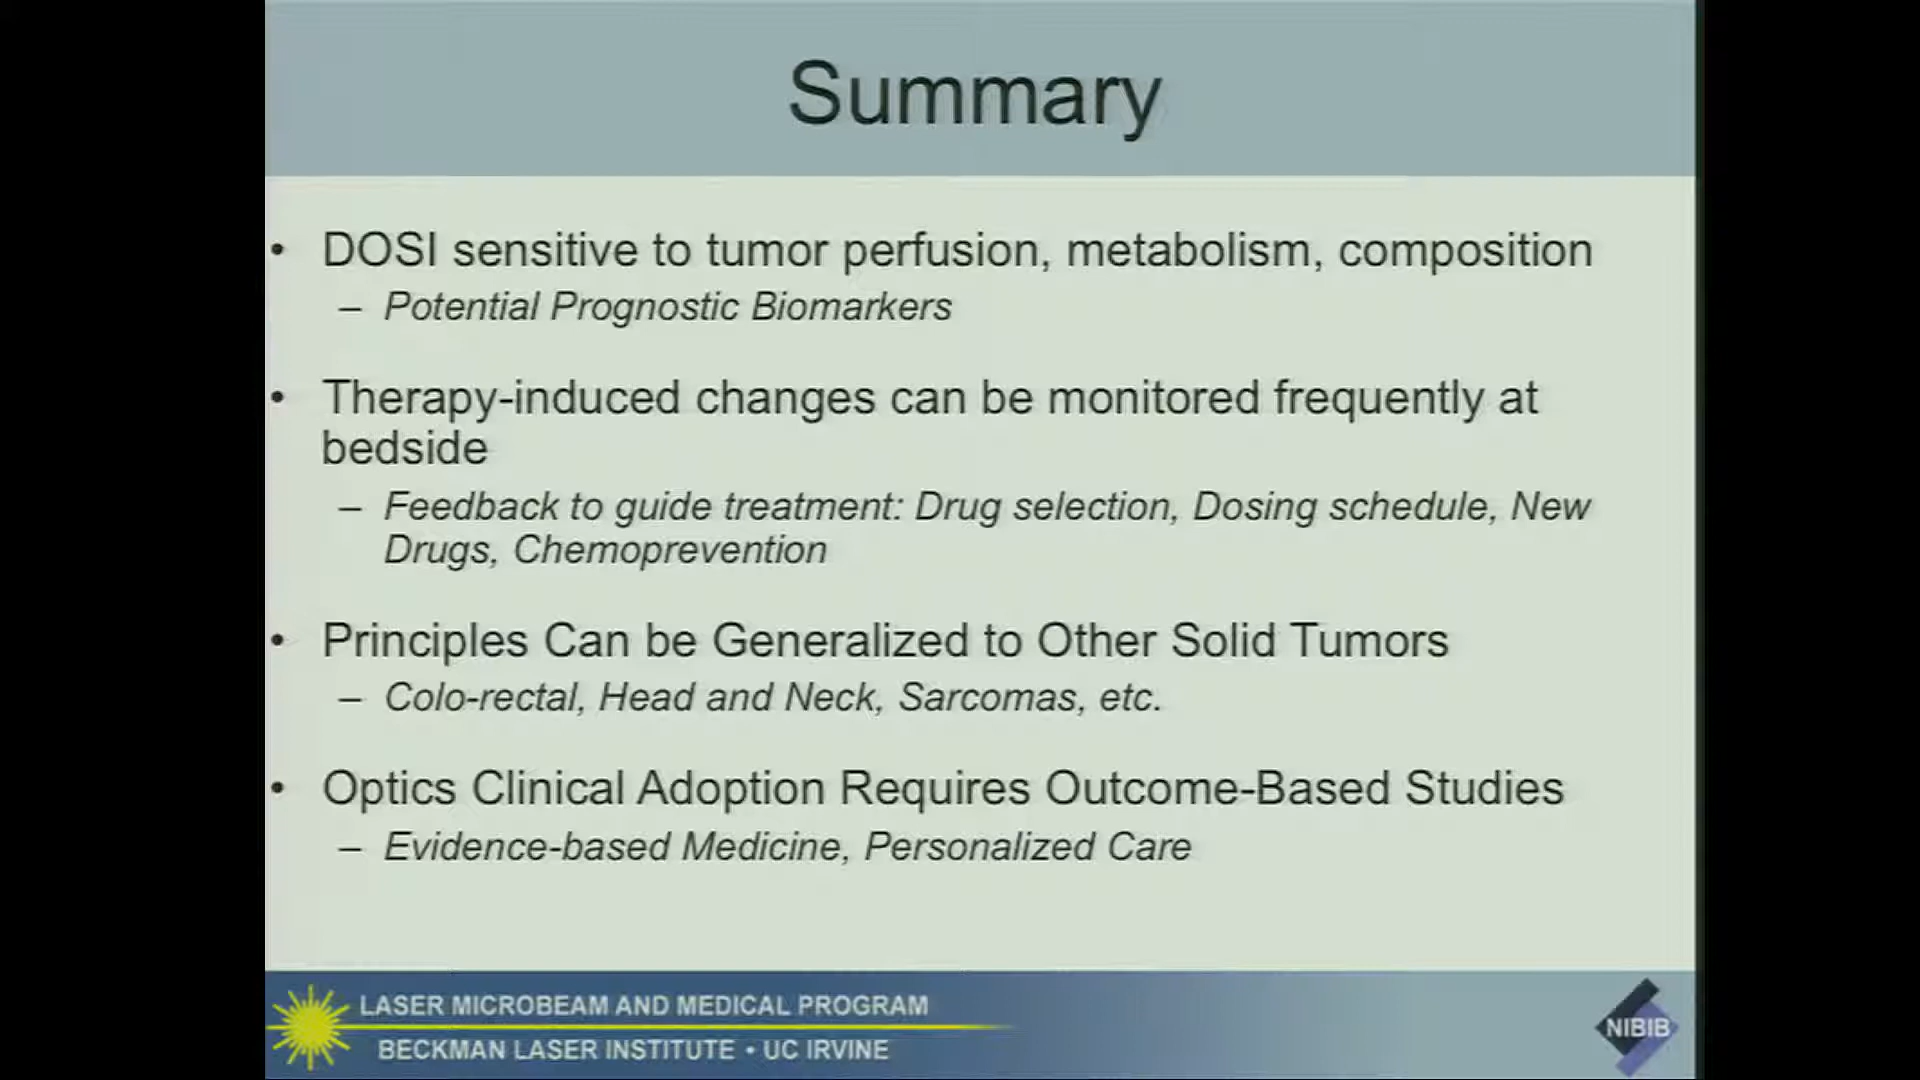 Summary
• DOSI sensitive to tumor perfusion, metabolism, composition
– Potential Prognostic Biomarkers
• Therapy-induced changes can be monitored frequently at
bedside
– Feedback to guide treatment: Drug selection, Dosing schedule, New
Drugs, Chemoprevention
• Principles Can be Generalized to Other Solid Tumors
– Colo-rectal, Head and Neck, Sarcomas, etc.
• Optics Clinical Adoption Requires Outcome-Based Studies
– Evidence-based Medicine, Personalized Care
LASER MICROBEAM AND MEDICAL PROGRAM
BECKMAN LASER INSTITUTE • UC IRVINE
NIBIB